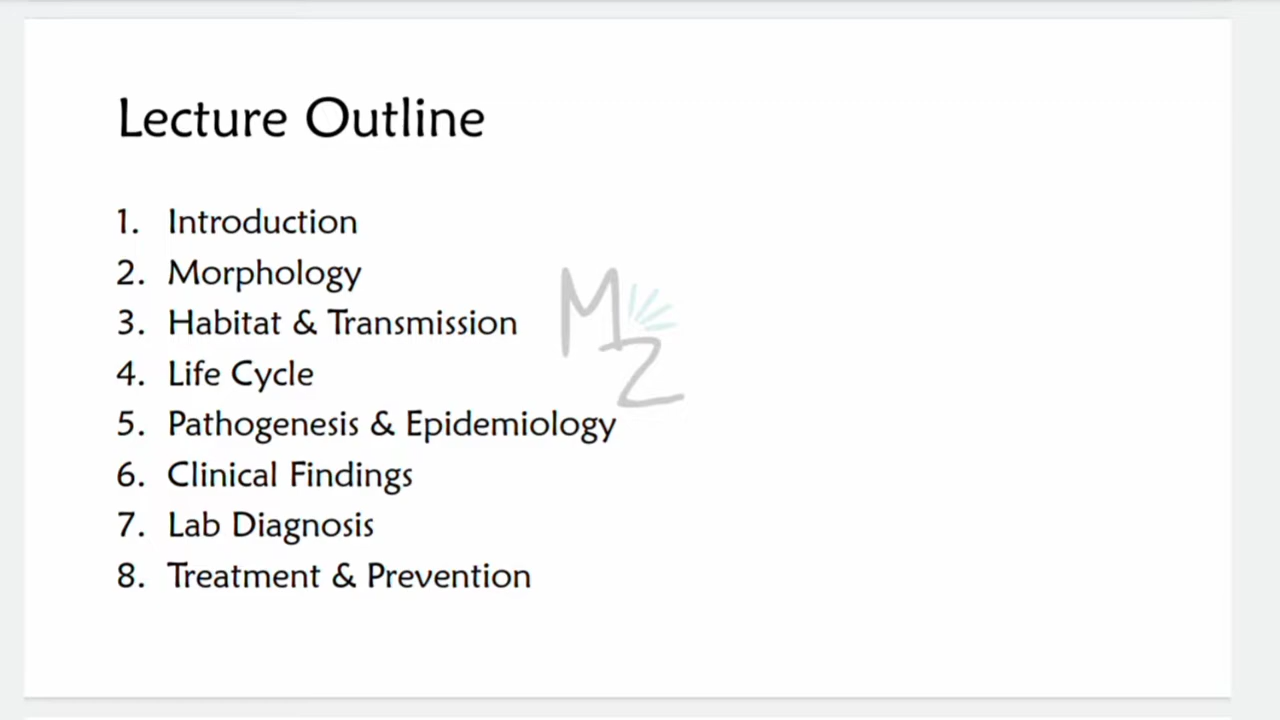 Lecture Outline
1. Introduction
2. Morphology
3. Habitat & Transmission
4. Life Cycle
5. Pathogenesis & Epidemiology
6. Clinical Findings
7. Lab Diagnosis
8. Treatment & Prevention
MZ